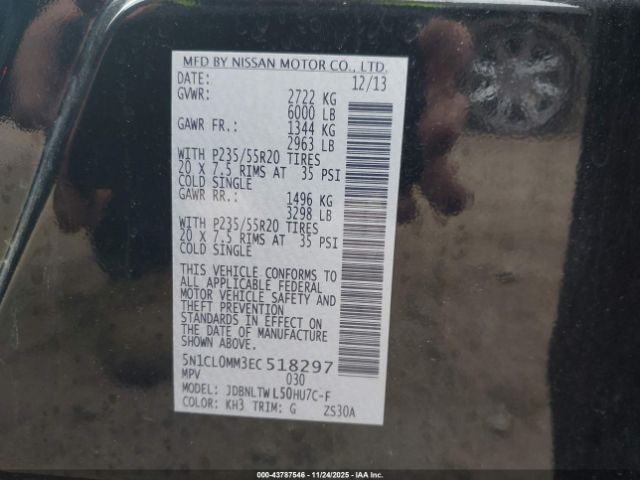 MFD BY NISSAN MOTOR CO., LTD.
DATE: 12/13
GVWR: 2722 KG
6000 LB
GAWR FR.: 1344 KG
2963 LB
WITH P235/55R20 TIRES
20 X 7.5 RIMS AT 35 PSI
COLD SINGLE
GAWR RR.: 1496 KG
3298 LB
WITH P235/55R20 TIRES
20 X 7.5 RIMS AT 35 PSI
COLD SINGLE
THIS VEHICLE CONFORMS TO
ALL APPLICABLE FEDERAL
MOTOR VEHICLE SAFETY AND
THEFT PREVENTION
STANDARDS IN EFFECT ON
THE DATE OF MANUFACTURE
SHOWN ABOVE.
5N1CL0MM3EC518297
MPV 030
MODEL: JDBNLTWL50HU7C-F
COLOR: KH3 TRIM: G ZS30A
000-43787546 - 11/24/2025 - IAA Inc.